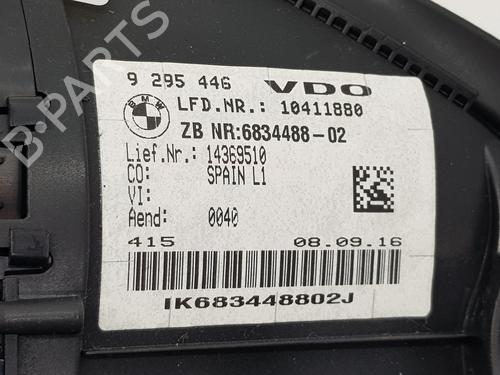 B-Parts
9 295 446 VDO
BMW
LFD.NR.: 10411880
ZB NR:6834488-02
Lief.Nr.: 14369510
CO: SPAIN L1
VI:
Aend: 0040
415 08.09.16
IK683448802J